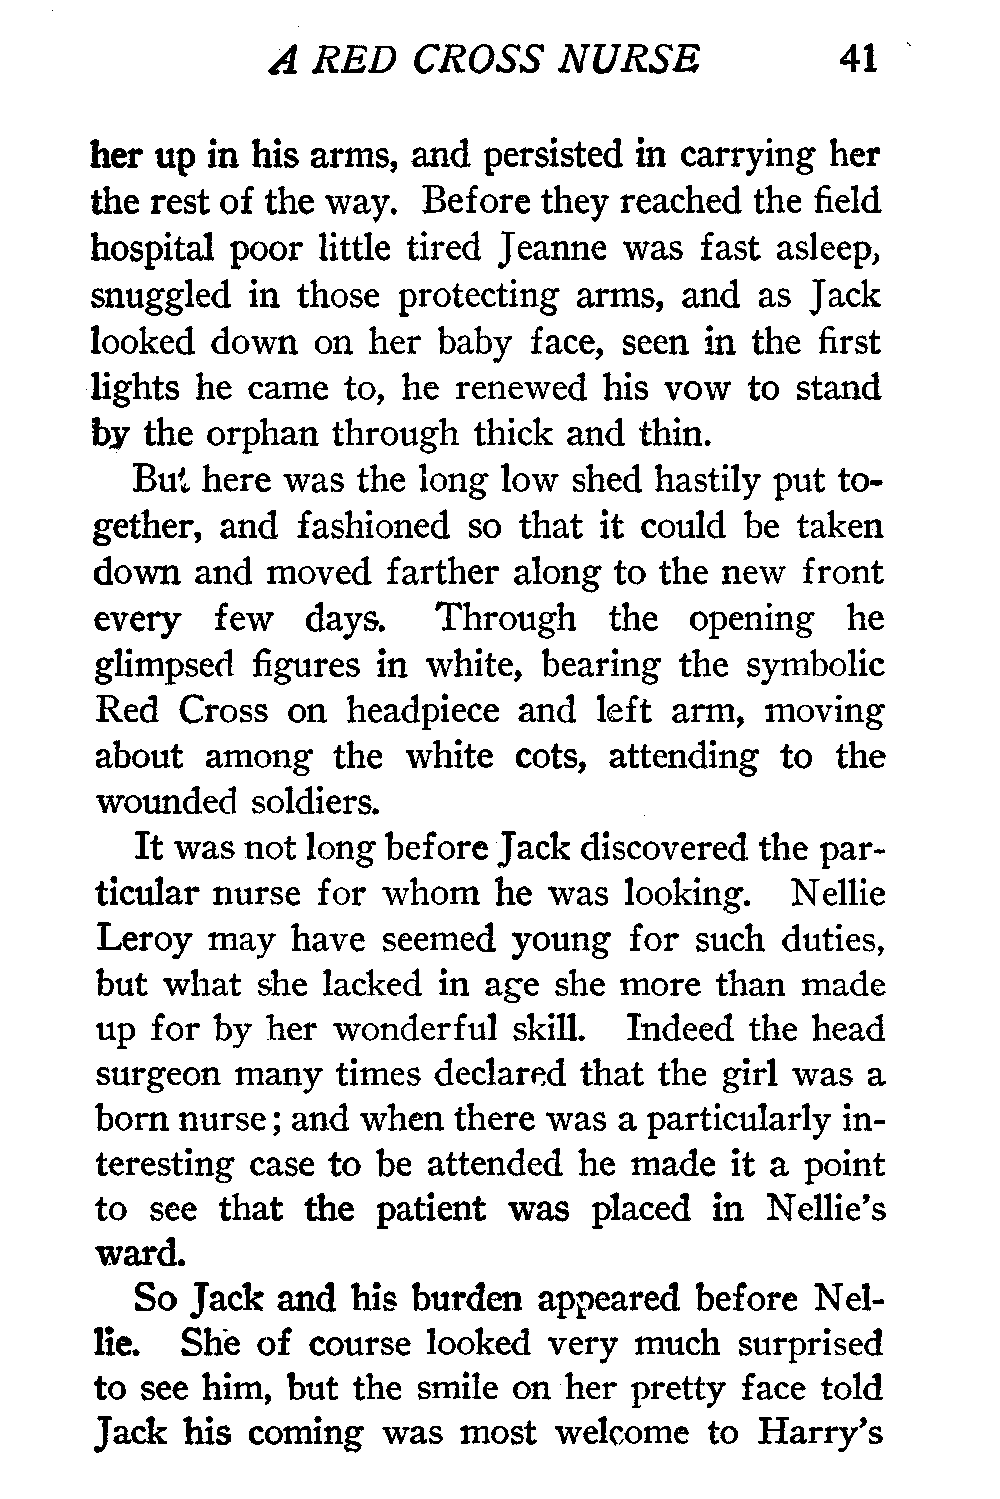 A RED CROSS NURSE 41
her up in his arms, and persisted in carrying her
the rest of the way. Before they reached the field
hospital poor little tired Jeanne was fast asleep,
snuggled in those protecting arms, and as Jack
looked down on her baby face, seen in the first
lights he came to, he renewed his vow to stand
by the orphan through thick and thin.
But here was the long low shed hastily put to-
gether, and fashioned so that it could be taken
down and moved farther along to the new front
every few days. Through the opening he
glimpsed figures in white, bearing the symbolic
Red Cross on headpiece and left arm, moving
about among the white cots, attending to the
wounded soldiers.
It was not long before Jack discovered the par-
ticular nurse for whom he was looking. Nellie
Leroy may have seemed young for such duties,
but what she lacked in age she more than made
up for by her wonderful skill. Indeed the head
surgeon many times declared that the girl was a
born nurse; and when there was a particularly in-
teresting case to be attended he made it a point
to see that the patient was placed in Nellie's
ward.
So Jack and his burden appeared before Nel-
lie. She of course looked very much surprised
to see him, but the smile on her pretty face told
Jack his coming was most welcome to Harry's